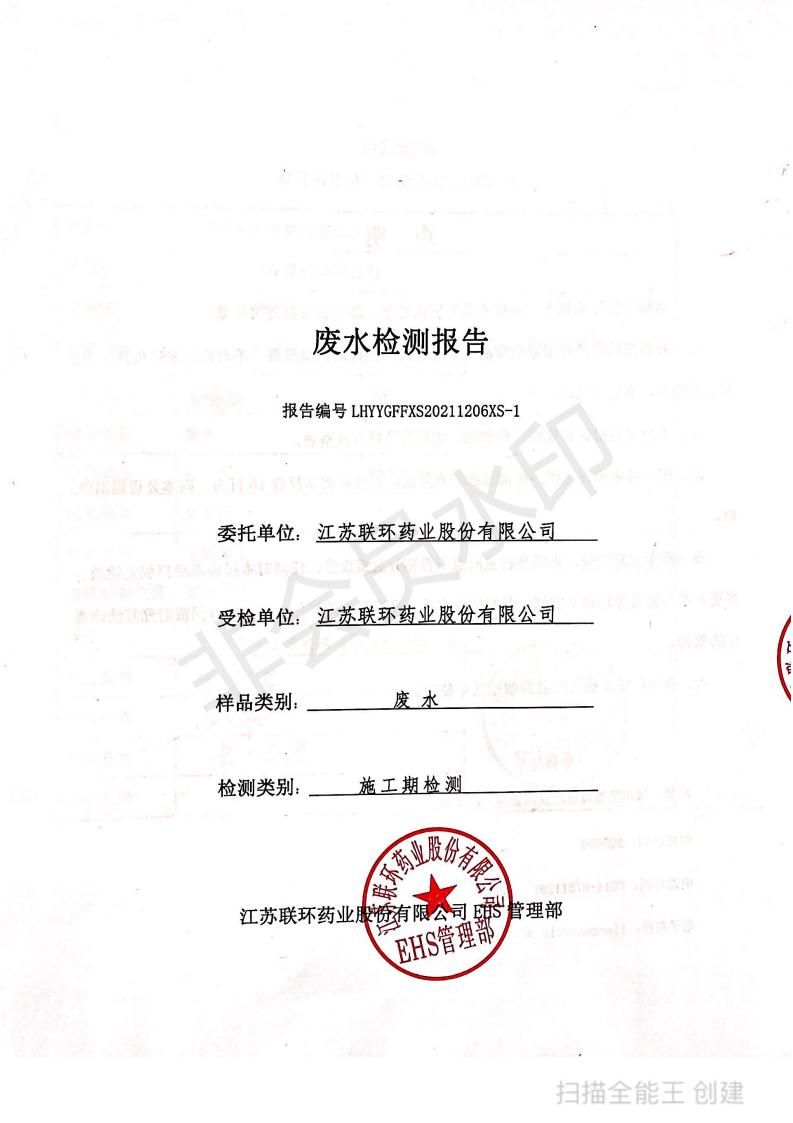 废水检测报告
报告编号 LHYYGFFXS20211206XS-1
委托单位：江苏联环药业股份有限公司
受检单位：江苏联环药业股份有限公司
样品类别：废 水
检测类别：施工期检测
江苏联环药业股份有限公司 EHS 管理部
江苏联环药业股份有限公司
EHS管理部
非会员水印
扫描全能王 创建